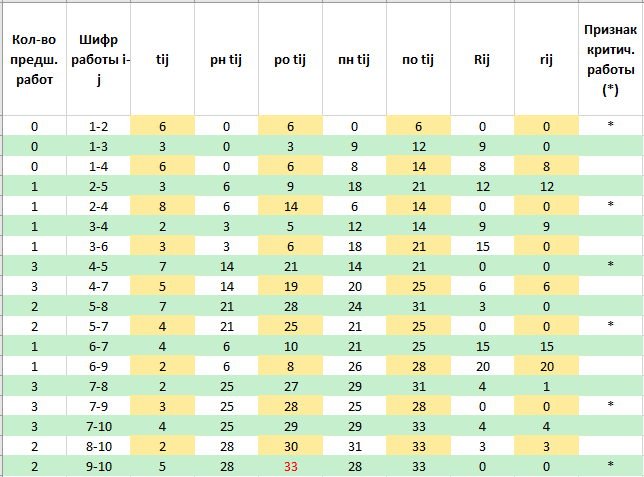 Кол-во предш. работ | Шифр работы i-j | tij | рн tij | ро tij | пн tij | по tij | Rij | rij | Признак критич. работы (*)
0 1-2 6 0 6 0 6 0 0 *
0 1-3 3 0 3 9 12 9 0
0 1-4 6 0 6 8 14 8 8
1 2-5 3 6 9 18 21 12 12
1 2-4 8 6 14 6 14 0 0 *
1 3-4 2 3 5 12 14 9 9
1 3-6 3 3 6 18 21 15 0
3 4-5 7 14 21 14 21 0 0 *
3 4-7 5 14 19 20 25 6 6
2 5-8 7 21 28 24 31 3 0
2 5-7 4 21 25 21 25 0 0 *
1 6-7 4 6 10 21 25 15 15
1 6-9 2 6 8 26 28 20 20
3 7-8 2 25 27 29 31 4 1
3 7-9 3 25 28 25 28 0 0 *
3 7-10 4 25 29 29 33 4 4
2 8-10 2 28 30 31 33 3 3
2 9-10 5 28 33 28 33 0 0 *